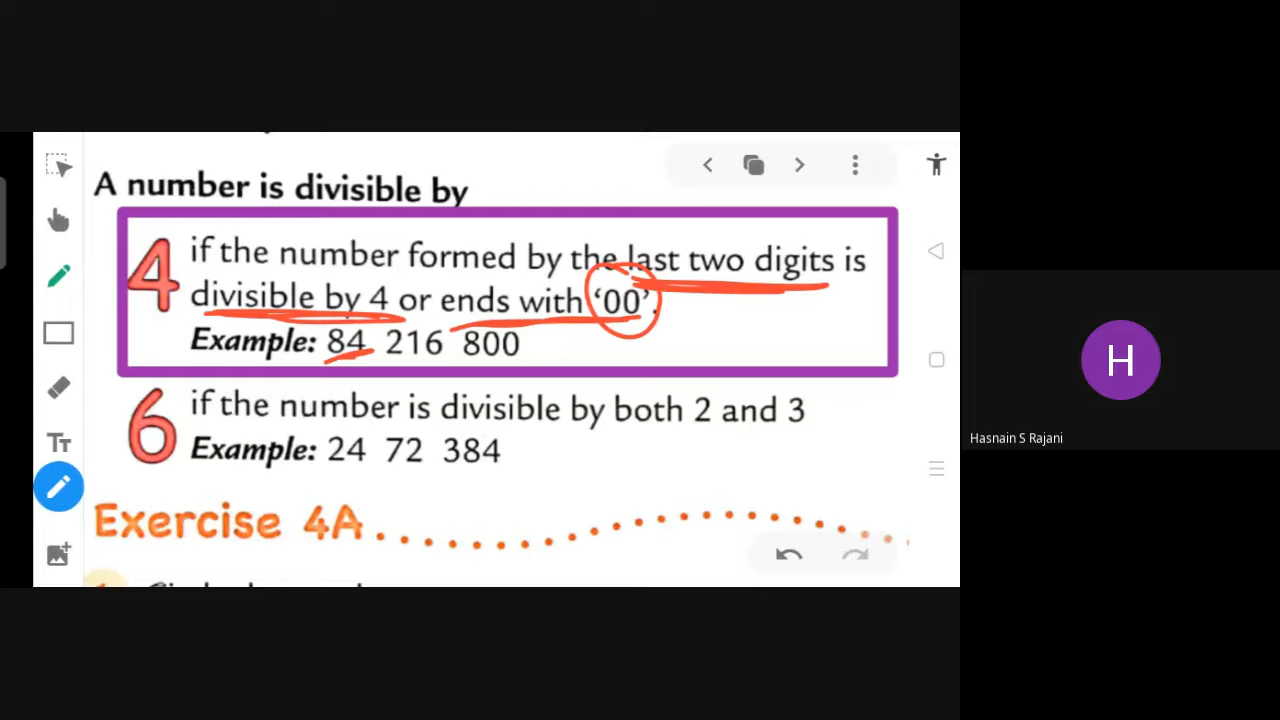 A number is divisible by
4 if the number formed by the last two digits is
divisible by 4 or ends with ‘00’.
Example: 84 216 800
6 if the number is divisible by both 2 and 3
Example: 24 72 384
Exercise 4A
Tт
H
Hasnain S Rajani